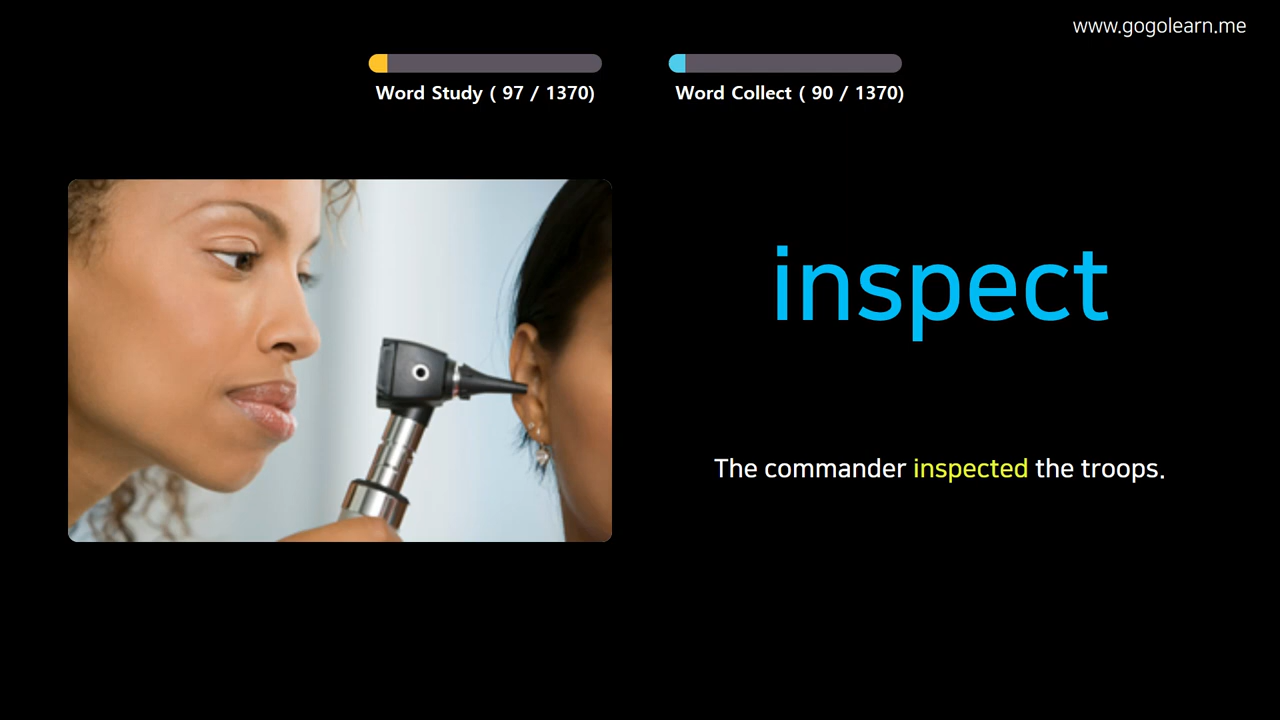 www.gogolearn.me
Word Study ( 97 / 1370)
Word Collect ( 90 / 1370)
inspect
The commander inspected the troops.